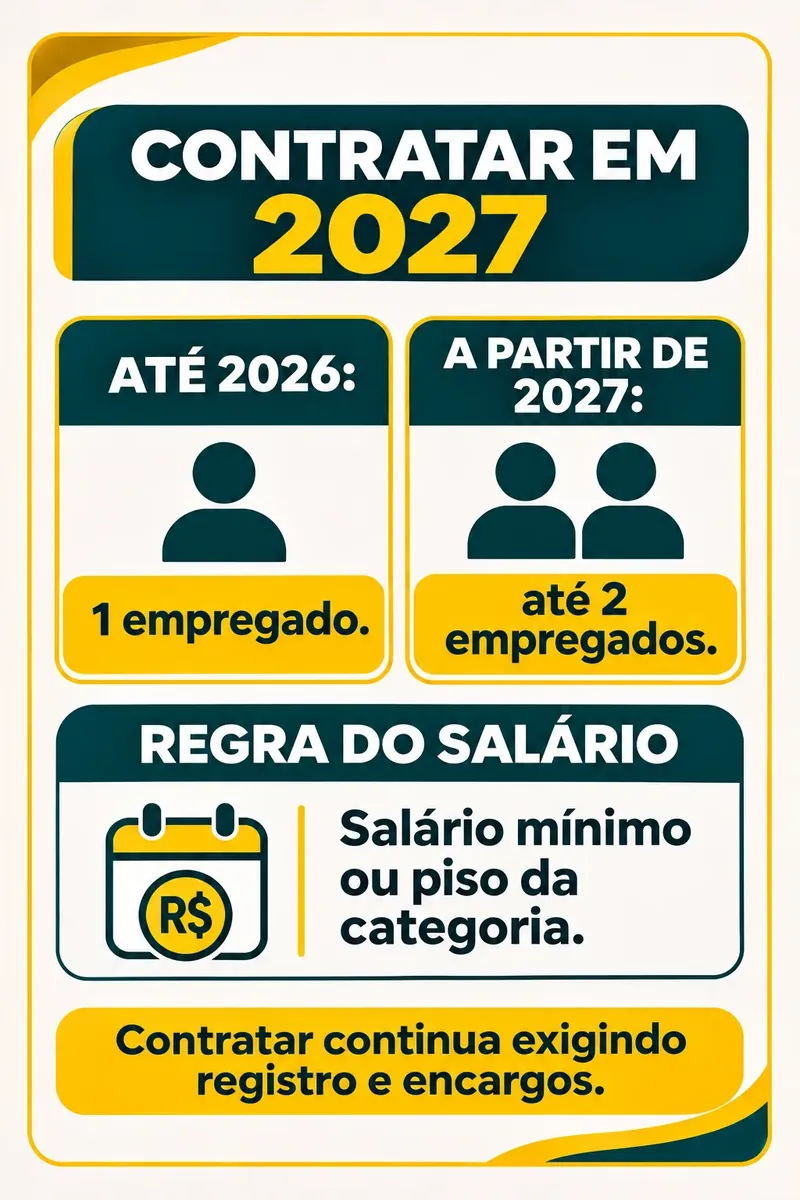 CONTRATAR EM
2027
ATÉ 2026:
1 empregado.
A PARTIR DE
2027:
até 2
empregados.
REGRA DO SALÁRIO
R$
Salário mínimo
ou piso da
categoria.
Contratar continua exigindo
registro e encargos.